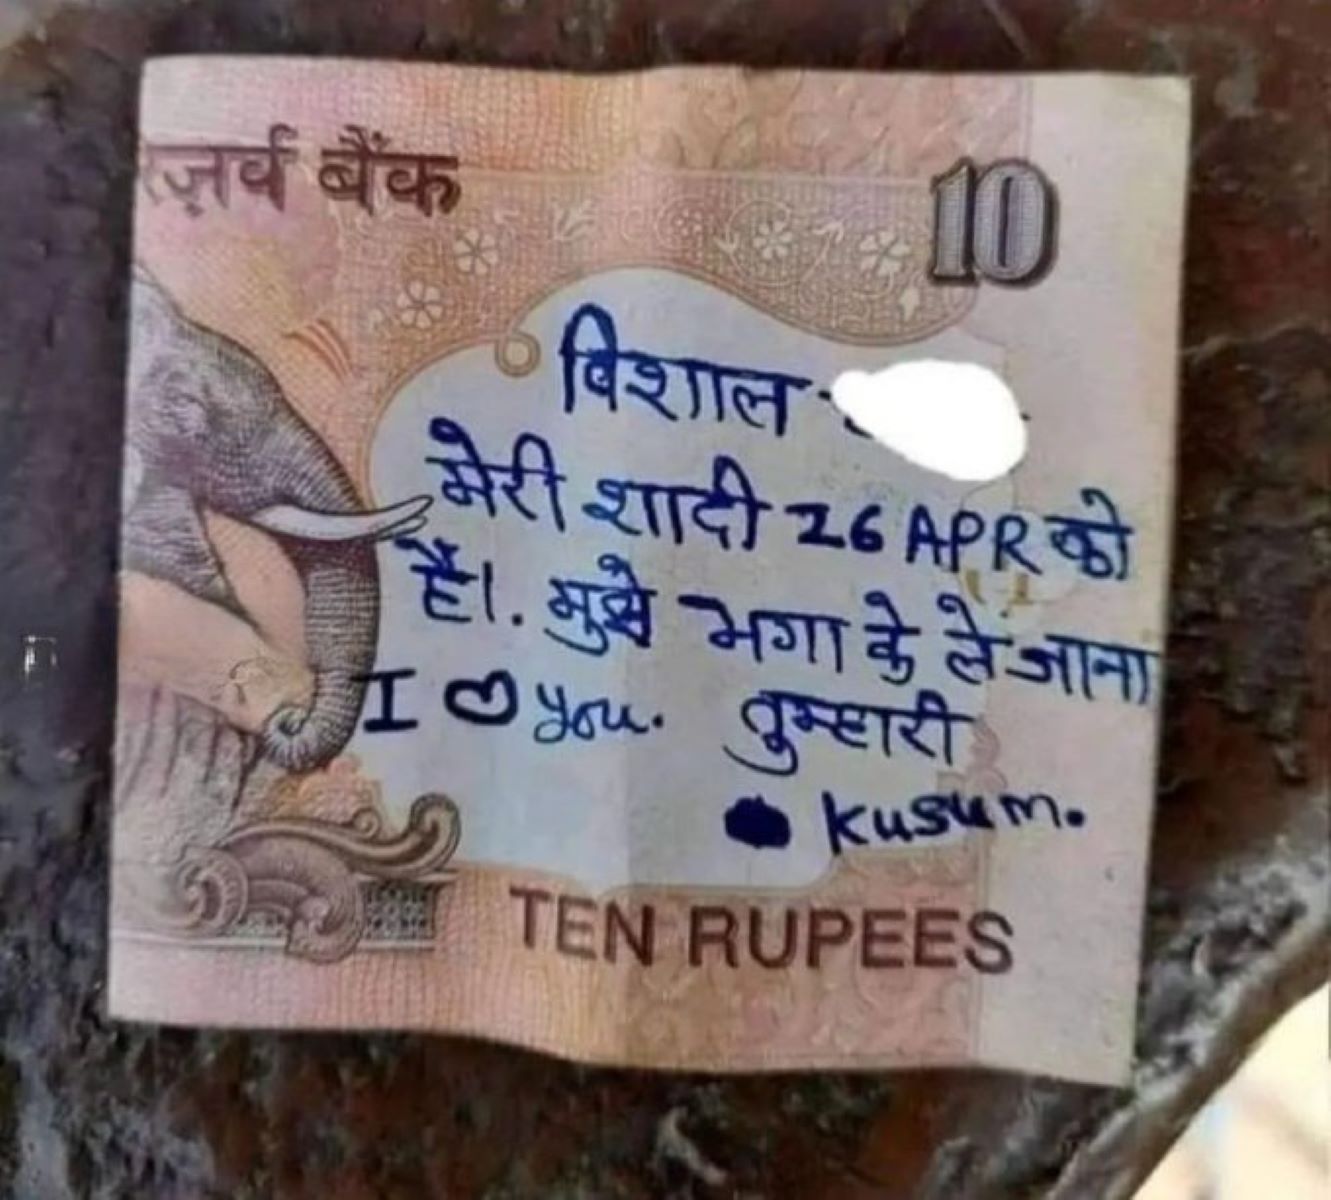 ज़र्व बैंक
10
विशाल
मेरी शादी 26 APR को
है।. मुझे भगा के ले जाना
I ♡ you. तुम्हारी
kusum.
TEN RUPEES